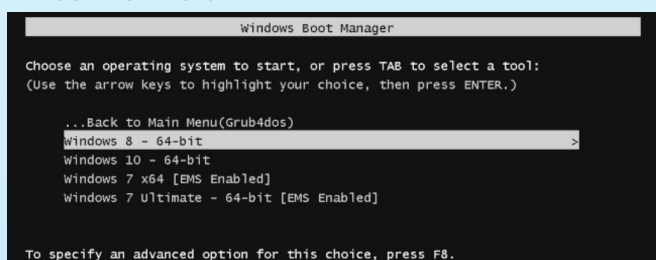 Windows Boot Manager
Choose an operating system to start, or press TAB to select a tool:
(Use the arrow keys to highlight your choice, then press ENTER.)
...Back to Main Menu(Grub4dos)
Windows 8 - 64-bit >
Windows 10 - 64-bit
Windows 7 x64 [EMS Enabled]
Windows 7 Ultimate - 64-bit [EMS Enabled]
To specify an advanced option for this choice, press F8.